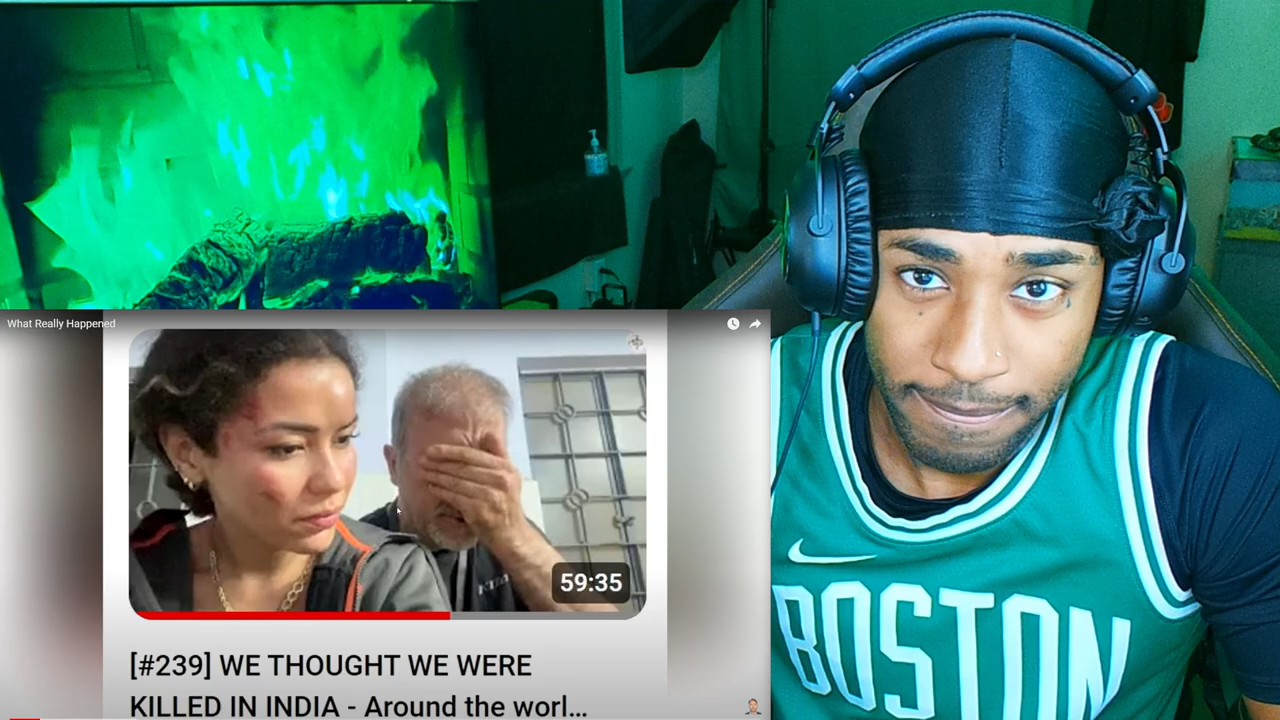 What Really Happened
59:35
[#239] WE THOUGHT WE WERE
KILLED IN INDIA - Around the worl...
BOSTON